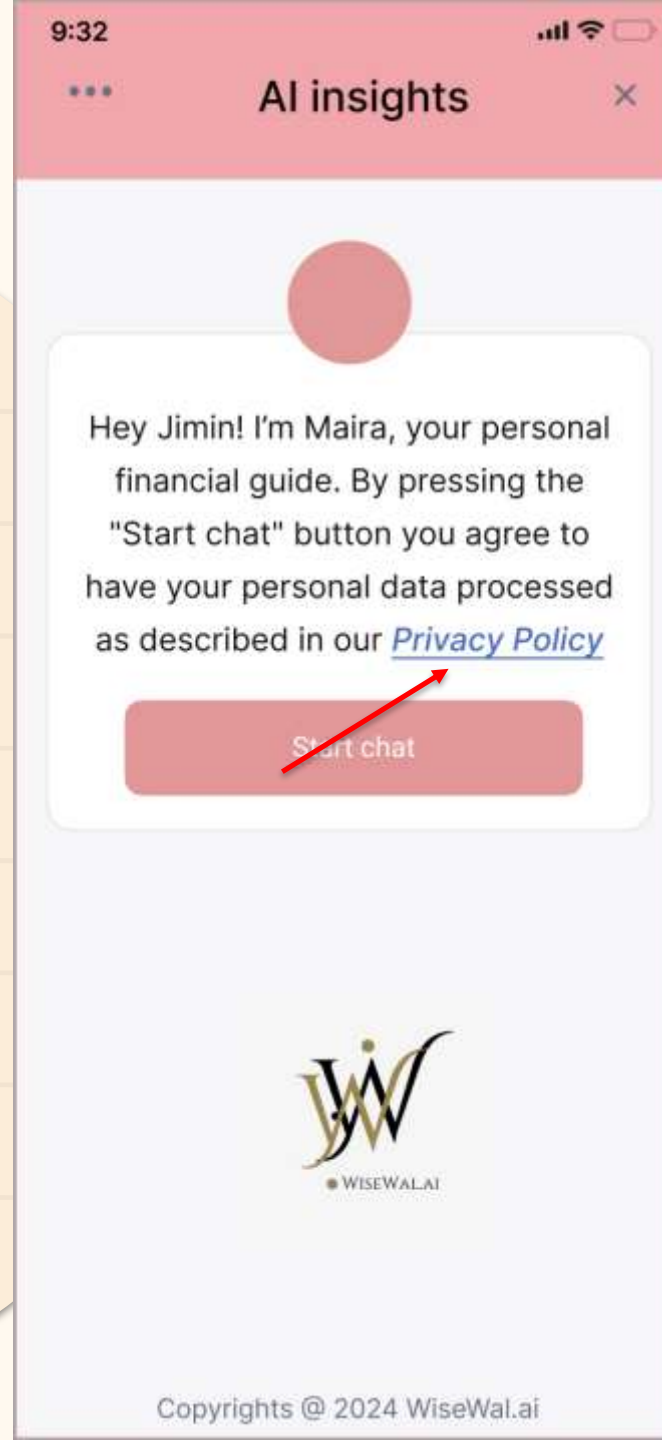 9:32
AI insights
Hey Jimin! I'm Maira, your personal
financial guide. By pressing the
"Start chat" button you agree to
have your personal data processed
as described in our Privacy Policy
Start chat
WISEWAL.AI
Copyrights @ 2024 WiseWal.ai